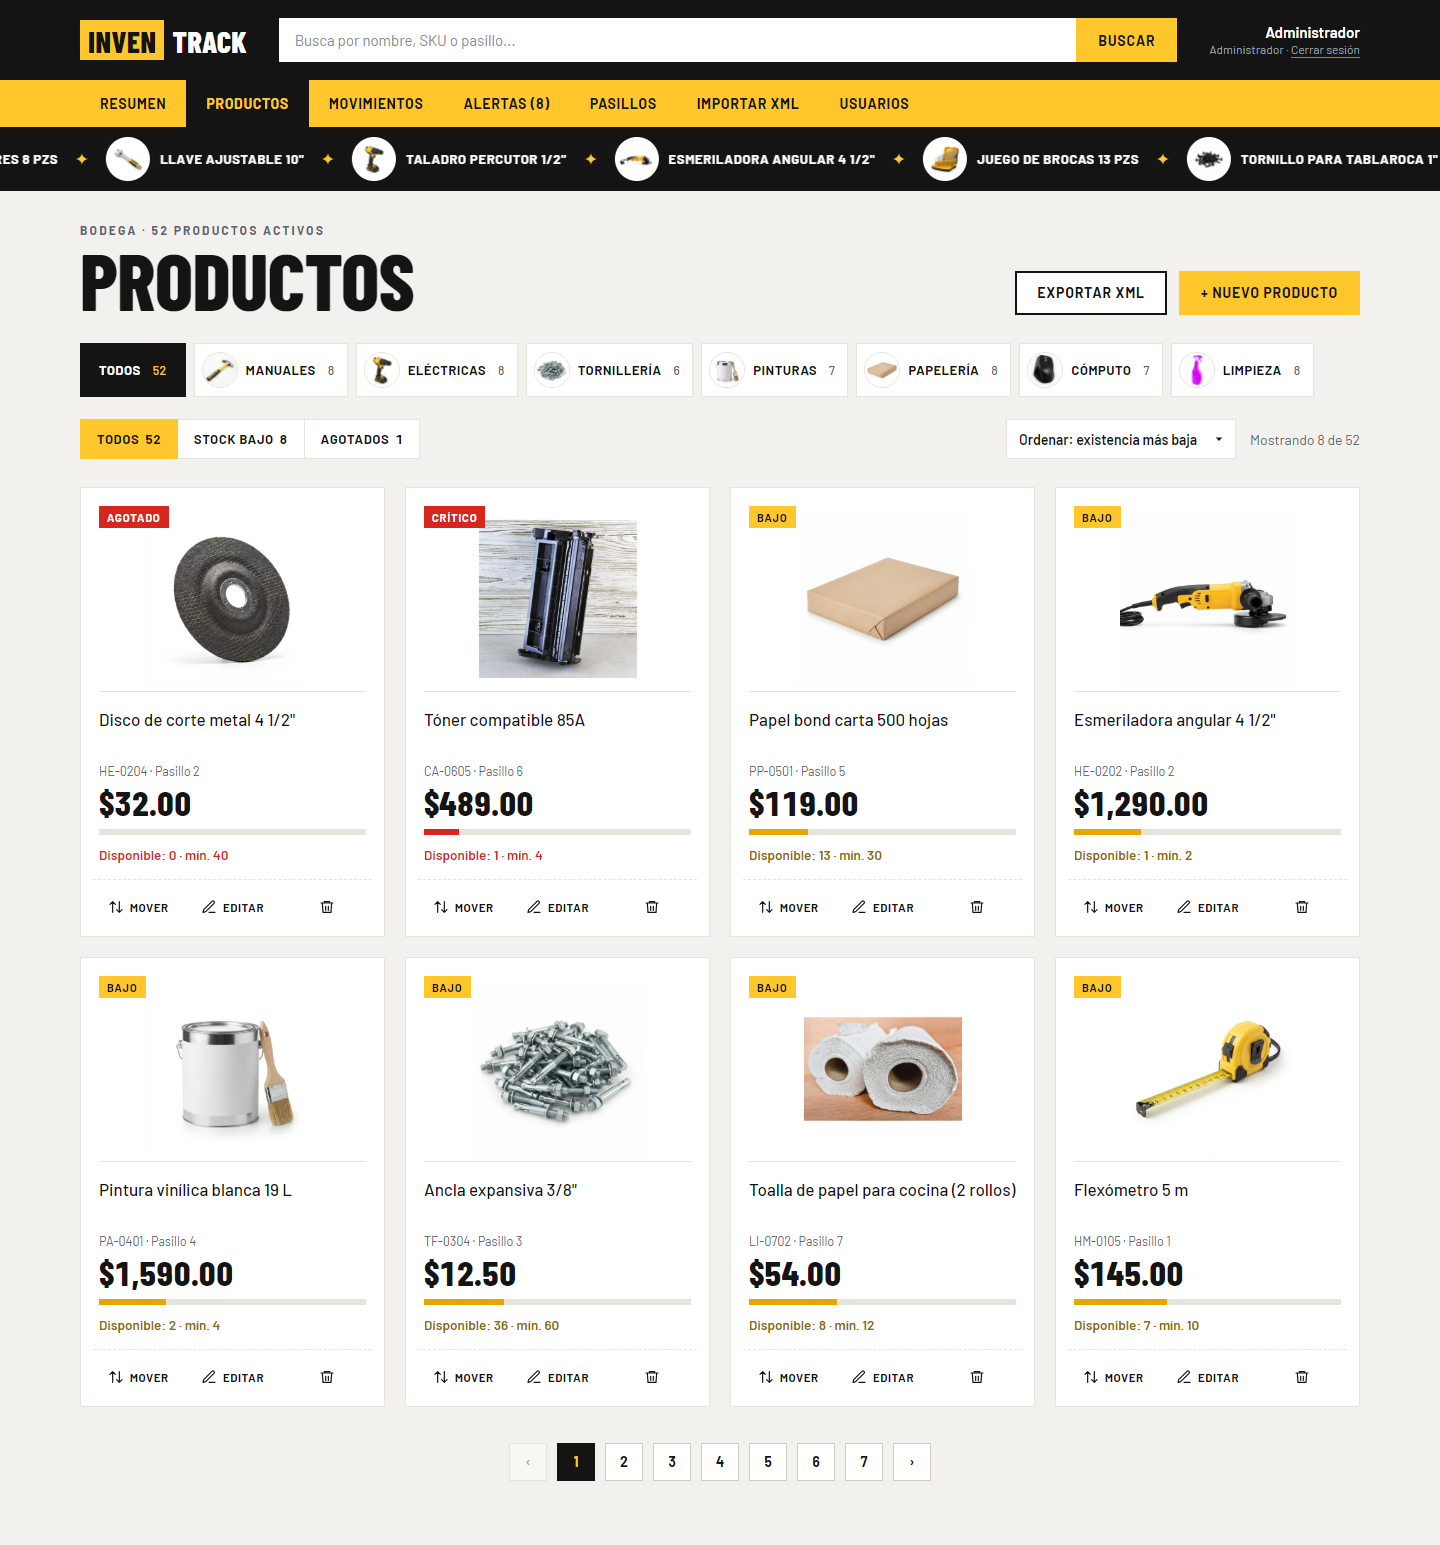 INVEN TRACK
Busca por nombre, SKU o pasillo...
BUSCAR
Administrador
Administrador · Cerrar sesión
RESUMEN PRODUCTOS MOVIMIENTOS ALERTAS (8) PASILLOS IMPORTAR XML USUARIOS
RES 8 PZS ✦ LLAVE AJUSTABLE 10" ✦ TALADRO PERCUTOR 1/2" ✦ ESMERILADORA ANGULAR 4 1/2" ✦ JUEGO DE BROCAS 13 PZS ✦ TORNILLO PARA TABLAROCA 1"
BODEGA · 52 PRODUCTOS ACTIVOS
PRODUCTOS
EXPORTAR XML
+ NUEVO PRODUCTO
TODOS 52 MANUALES 8 ELÉCTRICAS 8 TORNILLERÍA 6 PINTURAS 7 PAPELERÍA 8 CÓMPUTO 7 LIMPIEZA 8
TODOS 52 STOCK BAJO 8 AGOTADOS 1
Ordenar: existencia más baja
Mostrando 8 de 52
AGOTADO
Disco de corte metal 4 1/2"
HE-0204 · Pasillo 2
$32.00
Disponible: 0 · mín. 40
MOVER EDITAR
CRÍTICO
Tóner compatible 85A
CA-0605 · Pasillo 6
$489.00
Disponible: 1 · mín. 4
MOVER EDITAR
BAJO
Papel bond carta 500 hojas
PP-0501 · Pasillo 5
$119.00
Disponible: 13 · mín. 30
MOVER EDITAR
BAJO
Esmeriladora angular 4 1/2"
HE-0202 · Pasillo 2
$1,290.00
Disponible: 1 · mín. 2
MOVER EDITAR
BAJO
Pintura vinílica blanca 19 L
PA-0401 · Pasillo 4
$1,590.00
Disponible: 2 · mín. 4
MOVER EDITAR
BAJO
Ancla expansiva 3/8"
TF-0304 · Pasillo 3
$12.50
Disponible: 36 · mín. 60
MOVER EDITAR
BAJO
Toalla de papel para cocina (2 rollos)
LI-0702 · Pasillo 7
$54.00
Disponible: 8 · mín. 12
MOVER EDITAR
BAJO
Flexómetro 5 m
HM-0105 · Pasillo 1
$145.00
Disponible: 7 · mín. 10
MOVER EDITAR
‹ 1 2 3 4 5 6 7 ›